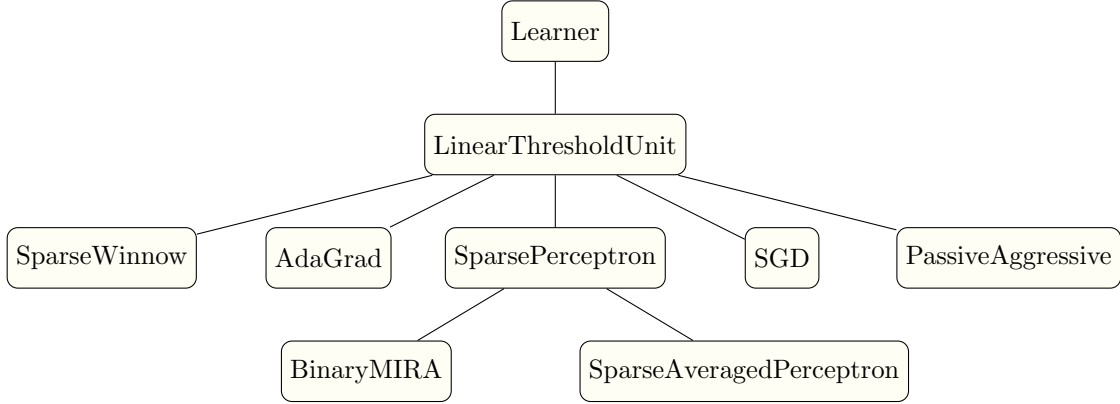 Learner
LinearThresholdUnit
SparseWinnow
AdaGrad
SparsePerceptron
SGD
PassiveAggressive
BinaryMIRA
SparseAveragedPerceptron